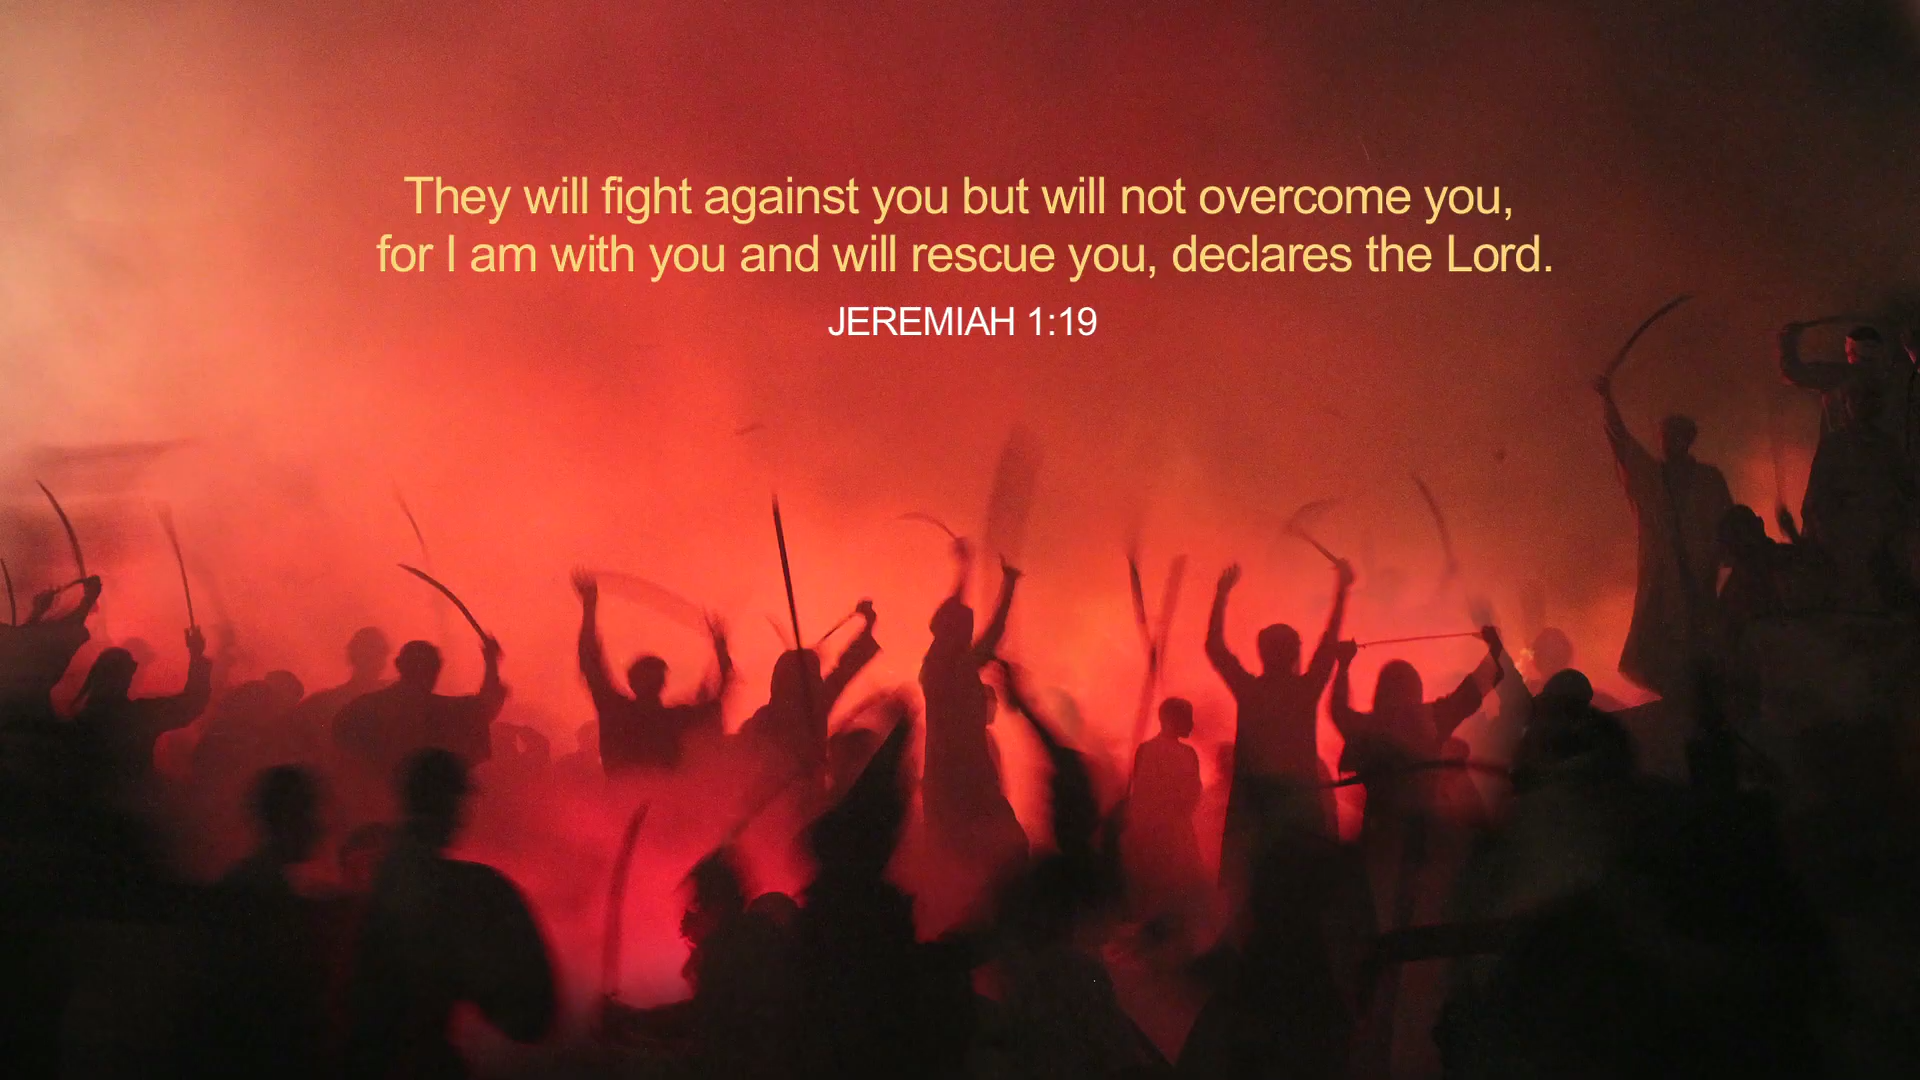 They will fight against you but will not overcome you,
for I am with you and will rescue you, declares the Lord.
JEREMIAH 1:19